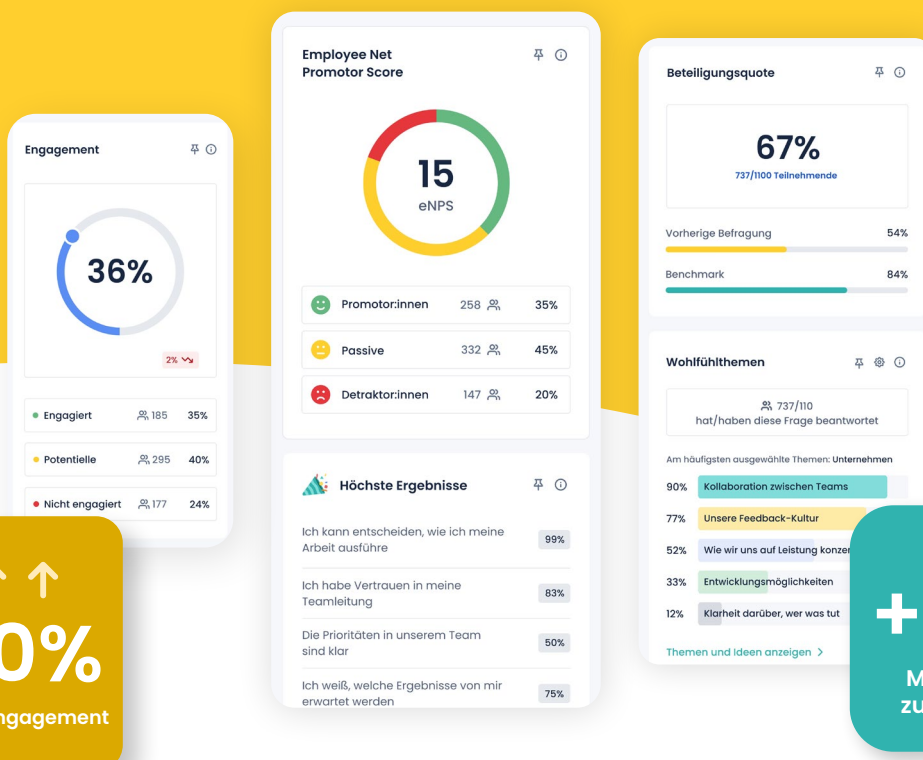 Engagement
36%
2%
Engagiert 185 35%
Potentielle 295 40%
Nicht engagiert 177 24%
0%
ngagement
Employee Net
Promotor Score
15
eNPS
Promotor:innen 258 35%
Passive 332 45%
Detraktor:innen 147 20%
Höchste Ergebnisse
Ich kann entscheiden, wie ich meine
Arbeit ausführe
99%
Ich habe Vertrauen in meine
Teamleitung
83%
Die Prioritäten in unserem Team
sind klar
50%
Ich weiß, welche Ergebnisse von mir
erwartet werden
75%
Beteiligungsquote
67%
737/1100 Teilnehmende
Vorherige Befragung 54%
Benchmark 84%
Wohlfühlthemen
737/110
hat/haben diese Frage beantwortet
Am häufigsten ausgewählte Themen: Unternehmen
90% Kollaboration zwischen Teams
77% Unsere Feedback-Kultur
52% Wie wir uns auf Leistung konzer
33% Entwicklungsmöglichkeiten
12% Klarheit darüber, wer was tut
Themen und Ideen anzeigen >
+
M
zu